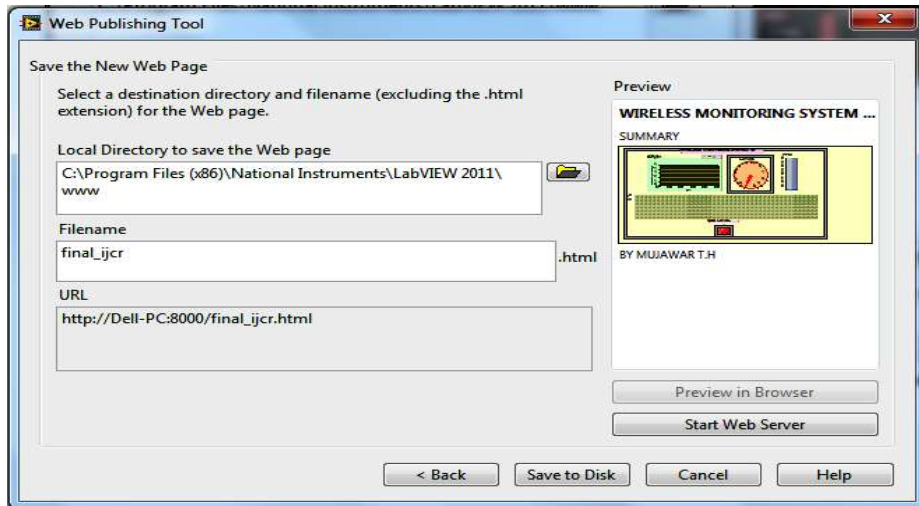 Web Publishing Tool
Save the New Web Page
Select a destination directory and filename (excluding the .html
extension) for the Web page.
Local Directory to save the Web page
C:\Program Files (x86)\National Instruments\LabVIEW 2011\
www
Filename
final_ijcr
.html
URL
http://Dell-PC:8000/final_ijcr.html
Preview
WIRELESS MONITORING SYSTEM ...
SUMMARY
BY MUJAWAR T.H
Preview in Browser
Start Web Server
< Back
Save to Disk
Cancel
Help